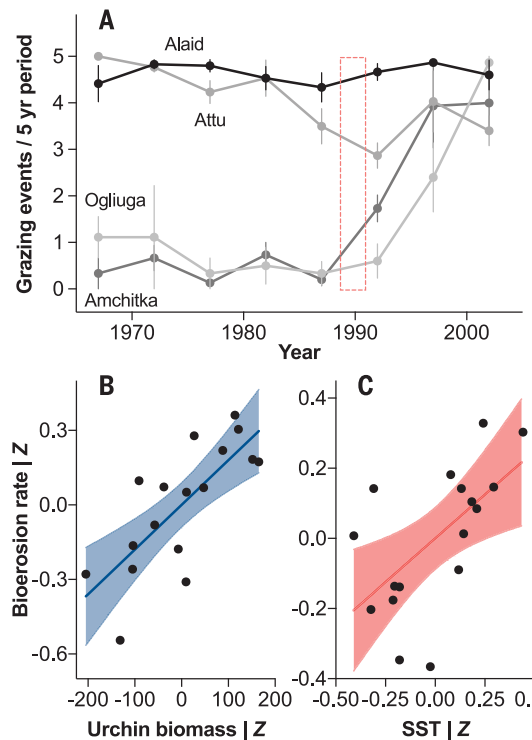 A
Grazing events / 5 yr period
5
4
3
2
1
0
Alaid
Attu
Ogliuga
Amchitka
1970 1980 1990 2000
Year
B
Bioerosion rate | Z
0.3
0.0
-0.3
-0.6
-200 -100 0 100 200
Urchin biomass | Z
C
0.4
0.2
0.0
-0.2
-0.4
-0.50 -0.25 0.00 0.25 0.
SST | Z